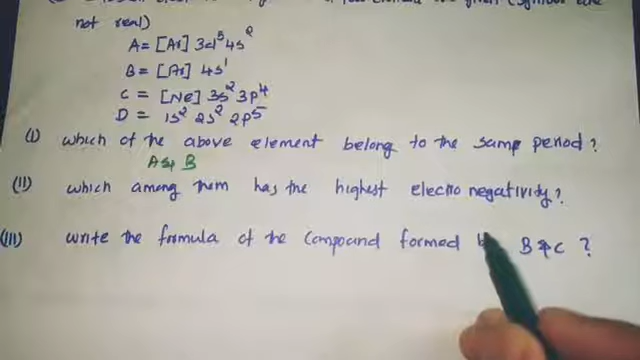 not real)
A = [Ar] 3d⁵ 4s²
B = [Ar] 4s¹
C = [Ne] 3s² 3p⁴
D = 1s² 2s² 2p⁵
(I) which of the above element belong to the same period?
A & B
(II) which among them has the highest electro negativity?
(III) write the formula of the compound formed B & C ?